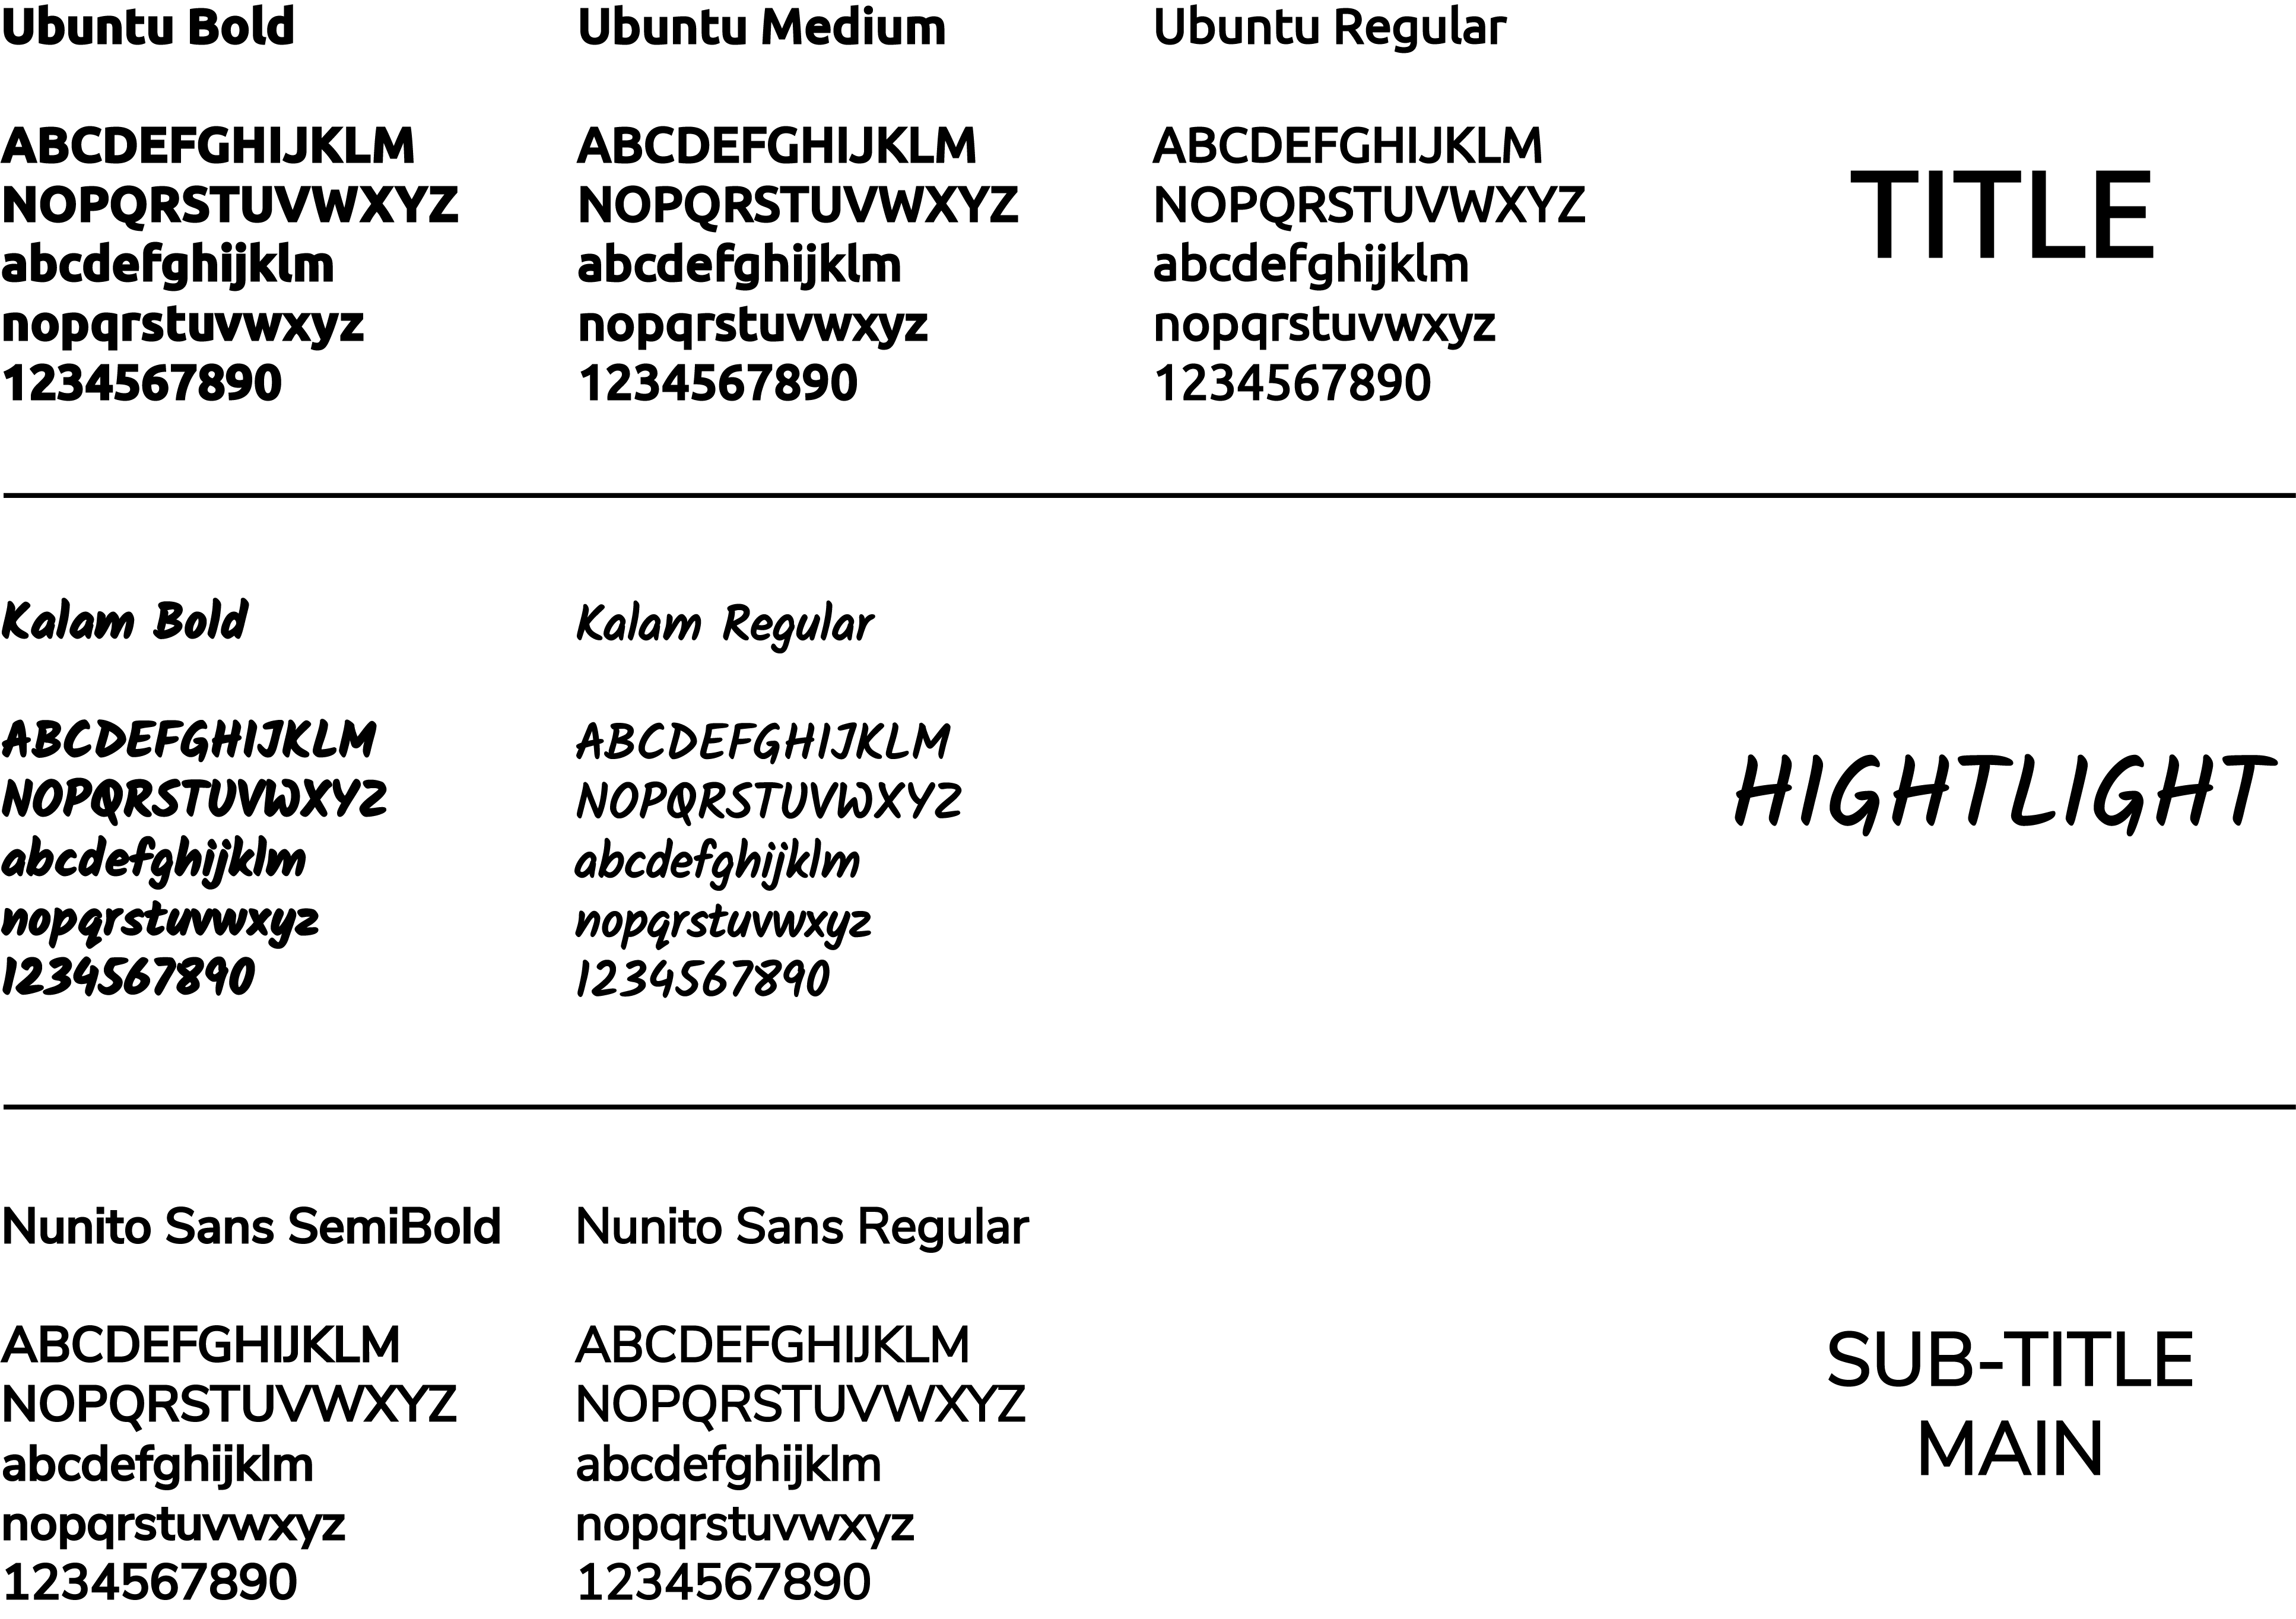 Ubuntu Bold
ABCDEFGHIJKLM
NOPQRSTUVWXYZ
abcdefghijklm
nopqrstuvwxyz
1234567890
Ubuntu Medium
ABCDEFGHIJKLM
NOPQRSTUVWXYZ
abcdefghijklm
nopqrstuvwxyz
1234567890
Ubuntu Regular
ABCDEFGHIJKLM
NOPQRSTUVWXYZ
abcdefghijklm
nopqrstuvwxyz
1234567890
TITLE
Kalam Bold
ABCDEFGHIJKLM
NOPQRSTUVWXYZ
abcdefghijklm
nopqrstuvwxyz
1234567890
Kalam Regular
ABCDEFGHIJKLM
NOPQRSTUVWXYZ
abcdefghijklm
nopqrstuvwxyz
1234567890
HIGHTLIGHT
Nunito Sans SemiBold
ABCDEFGHIJKLM
NOPQRSTUVWXYZ
abcdefghijklm
nopqrstuvwxyz
1234567890
Nunito Sans Regular
ABCDEFGHIJKLM
NOPQRSTUVWXYZ
abcdefghijklm
nopqrstuvwxyz
1234567890
SUB-TITLE
MAIN